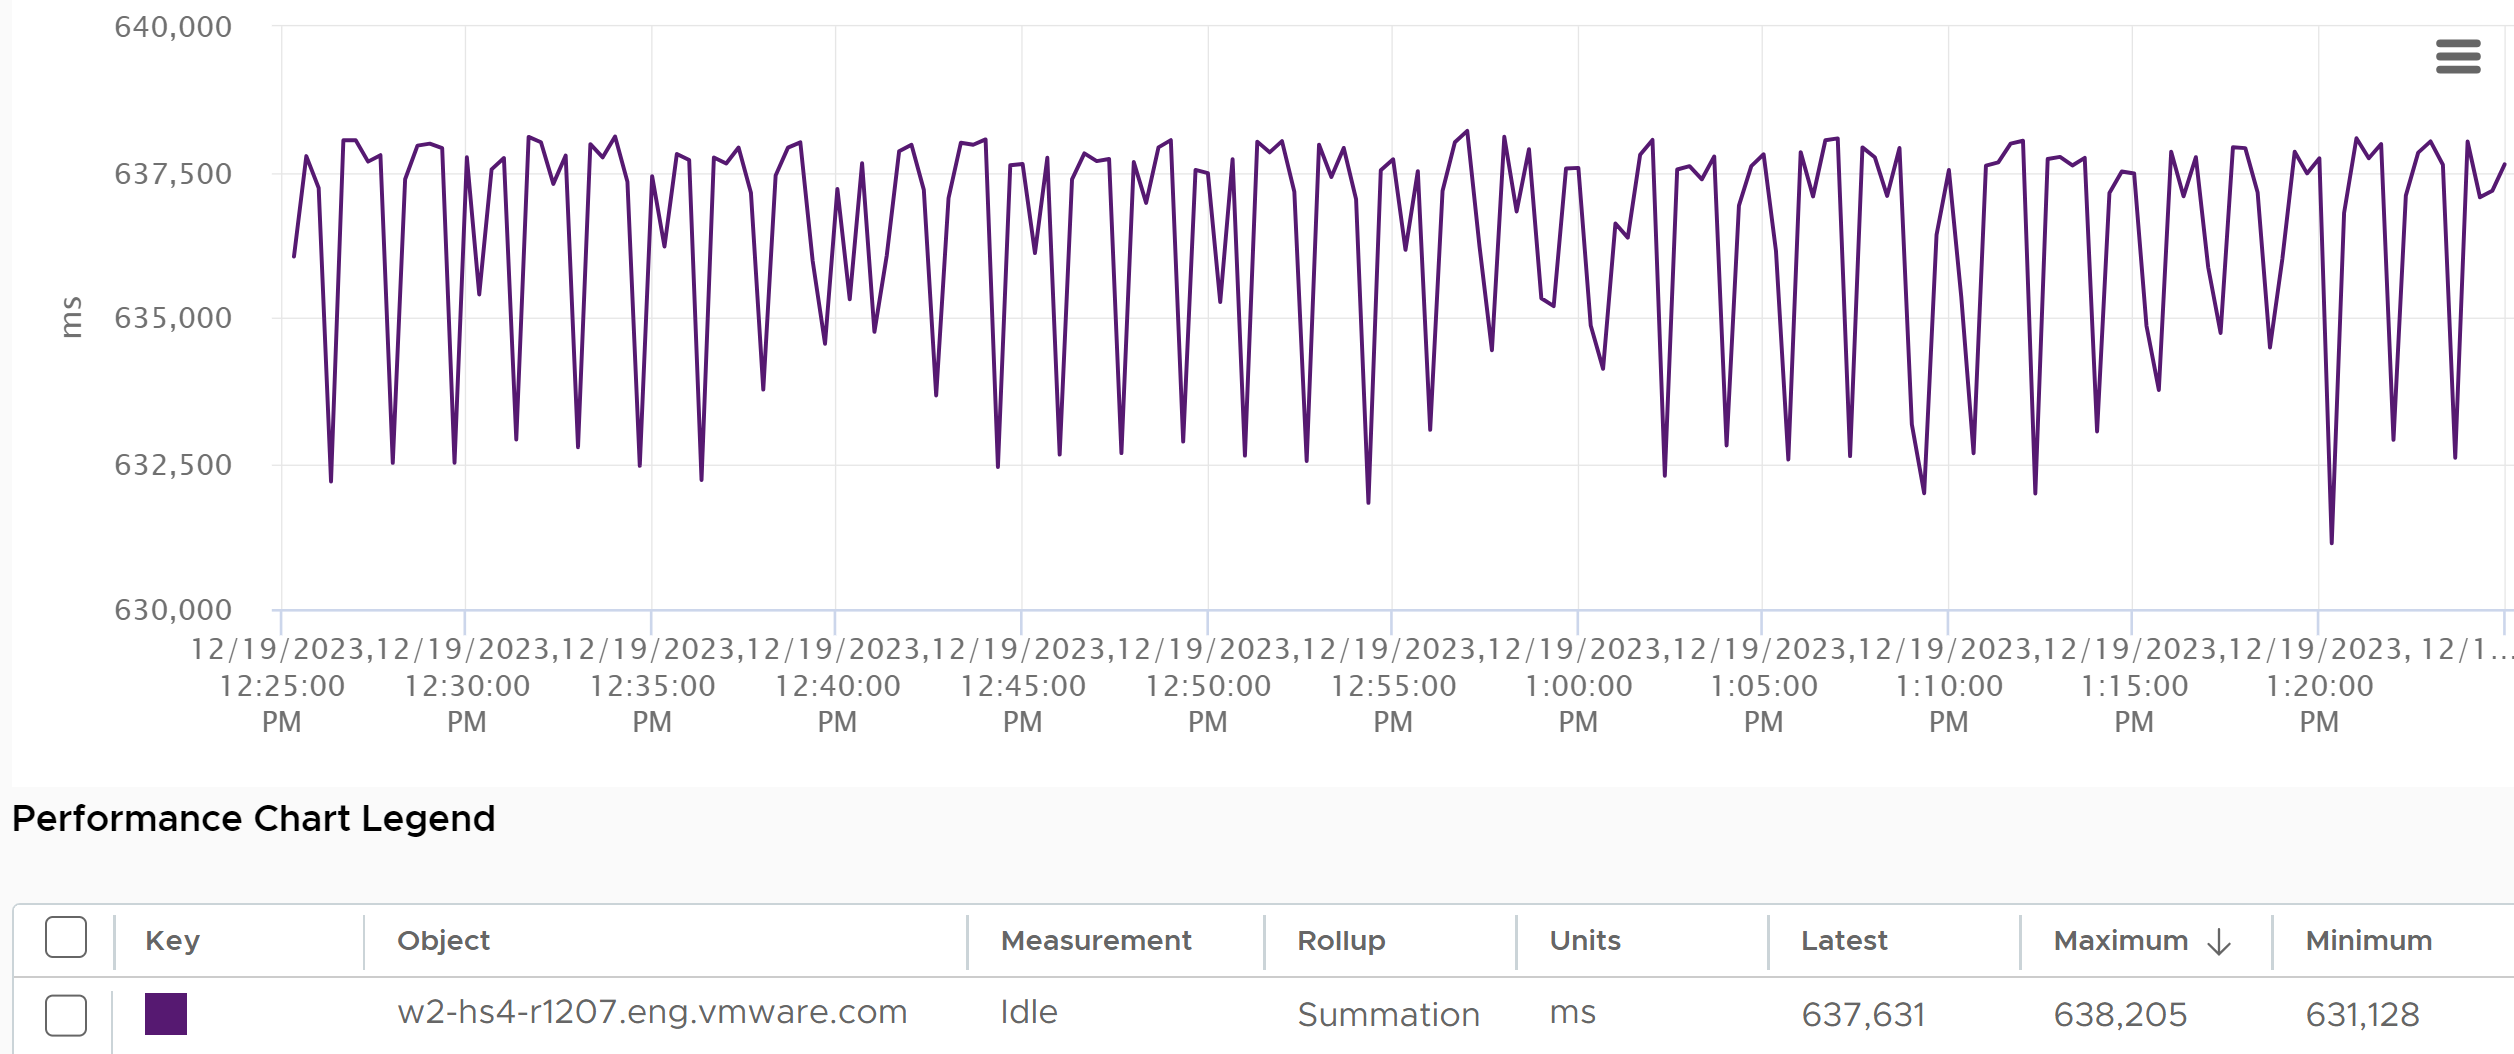 640,000
637,500
635,000
ms
632,500
630,000
12/19/2023, 12/19/2023, 12/19/2023, 12/19/2023, 12/19/2023, 12/19/2023, 12/19/2023, 12/19/2023, 12/19/2023, 12/19/2023, 12/19/2023, 12/19/2023, 12/1...
12:25:00 12:30:00 12:35:00 12:40:00 12:45:00 12:50:00 12:55:00 1:00:00 1:05:00 1:10:00 1:15:00 1:20:00
PM PM PM PM PM PM PM PM PM PM PM PM
Performance Chart Legend
Key Object Measurement Rollup Units Latest Maximum Minimum
w2-hs4-r1207.eng.vmware.com Idle Summation ms 637,631 638,205 631,128